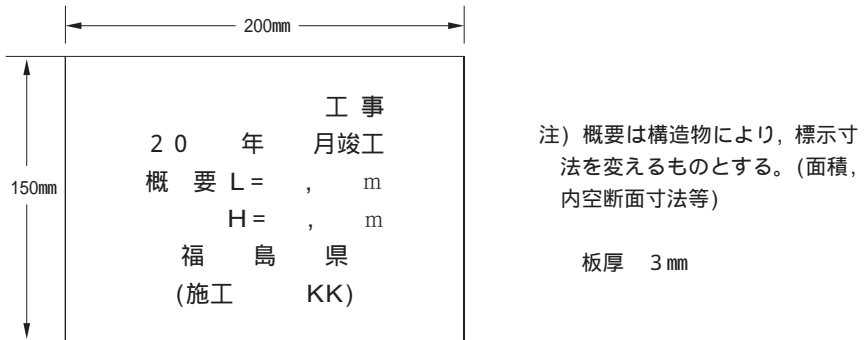 200㎜
150㎜
工 事
２０　年　月竣工
概　要 L＝　，　m
H＝　，　m
福　島　県
(施工　　KK)
注) 概要は構造物により, 標示寸
法を変えるものとする。(面積,
内空断面寸法等)
板厚　３㎜